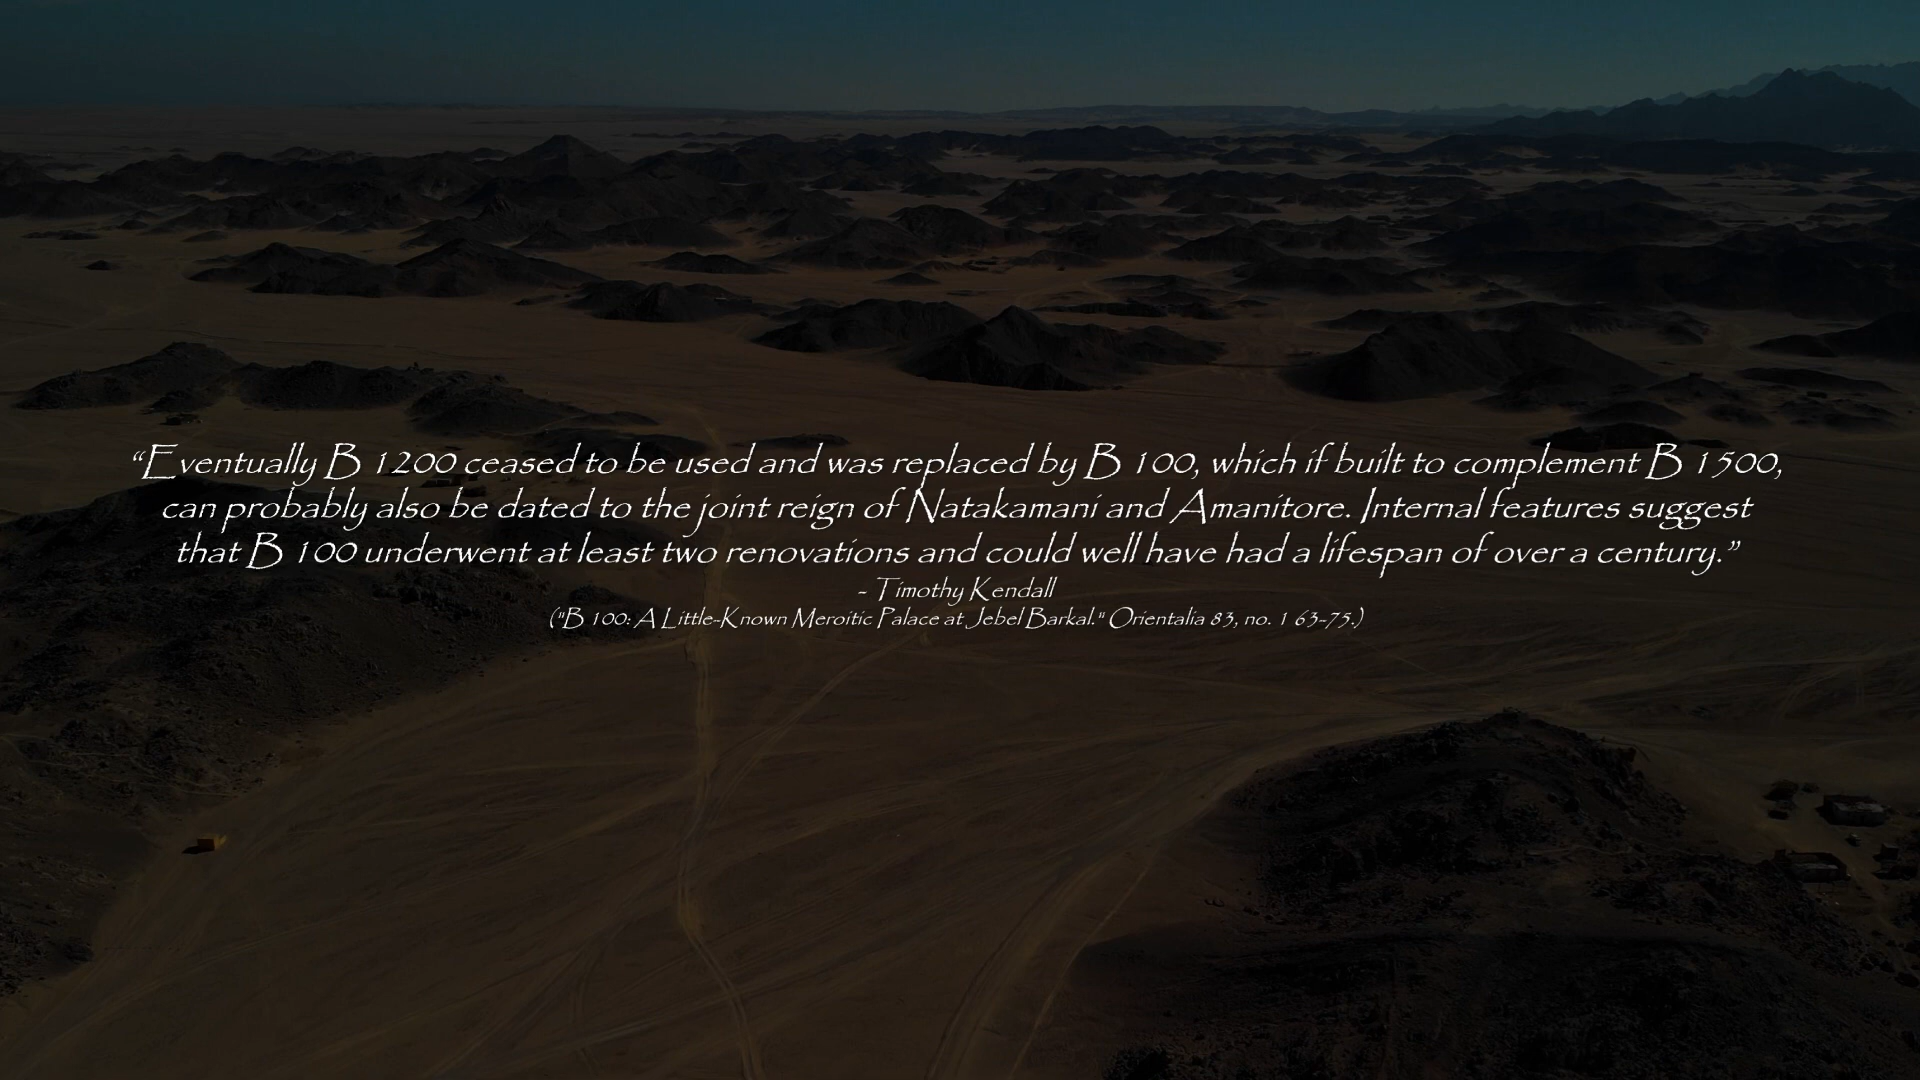 “Eventually B 1200 ceased to be used and was replaced by B 100, which if built to complement B 1500,
can probably also be dated to the joint reign of Natakamani and Amanitore. Internal features suggest
that B 100 underwent at least two renovations and could well have had a lifespan of over a century.”
- Timothy Kendall
("B 100: A Little-Known Meroitic Palace at Jebel Barkal." Orientalia 83, no. 1 63-75.)